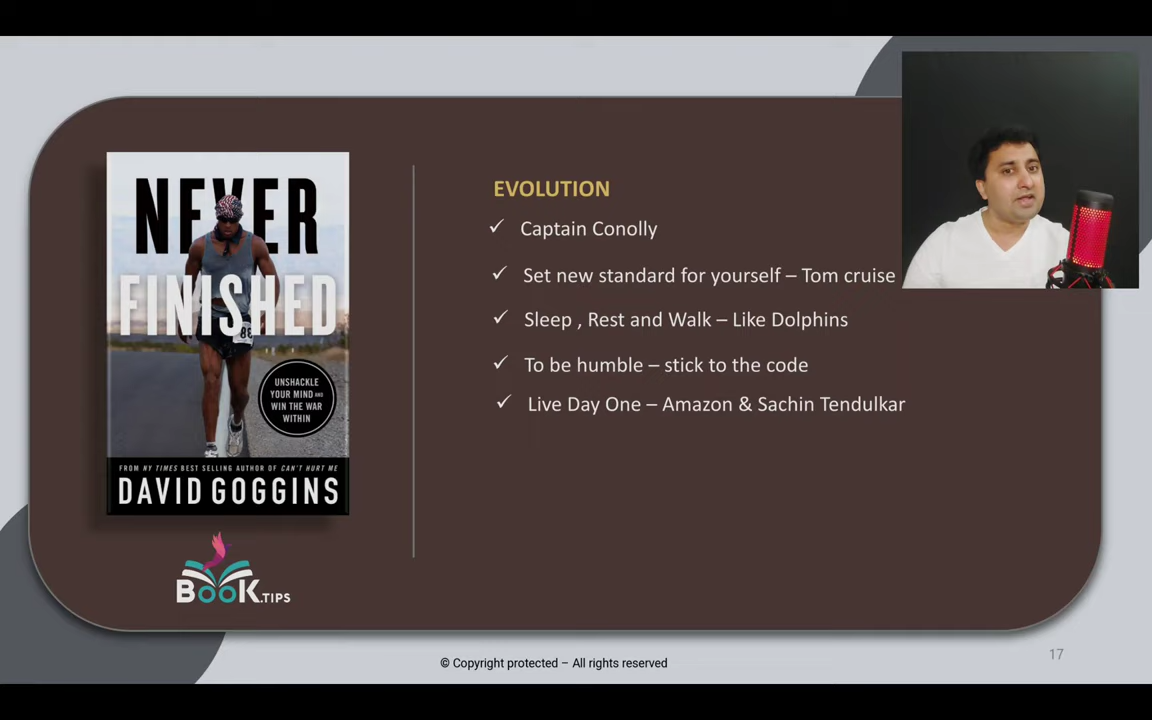 NEVER
FINISHED
88
UNSHACKLE
YOUR MIND AND
WIN THE WAR
WITHIN
FROM NY TIMES BEST SELLING AUTHOR OF CAN'T HURT ME
DAVID GOGGINS
BOOK.TIPS
EVOLUTION
✓ Captain Conolly
✓ Set new standard for yourself – Tom cruise
✓ Sleep , Rest and Walk – Like Dolphins
✓ To be humble – stick to the code
✓ Live Day One – Amazon & Sachin Tendulkar
© Copyright protected – All rights reserved
17